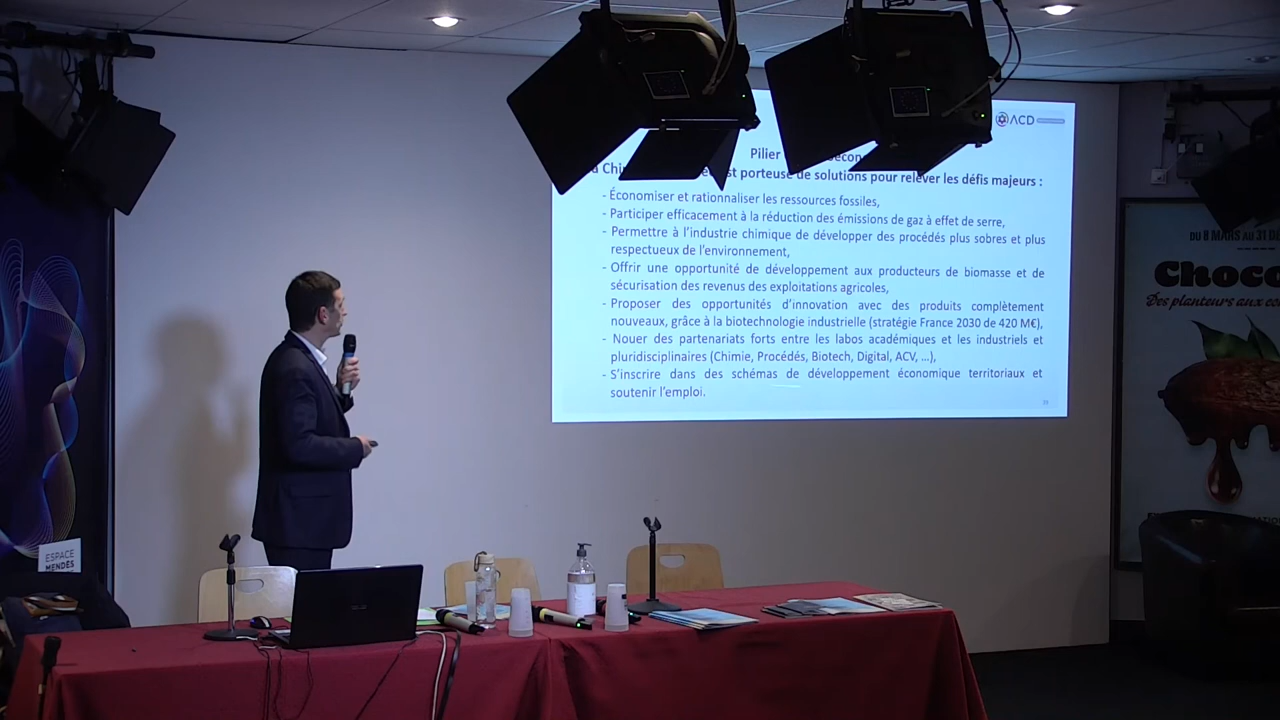 ACD
Pilier
est porteuse de solutions pour relever les défis majeurs :
- Économiser et rationnaliser les ressources fossiles,
- Participer efficacement à la réduction des émissions de gaz à effet de serre,
- Permettre à l'industrie chimique de développer des procédés plus sobres et plus
respectueux de l'environnement,
- Offrir une opportunité de développement aux producteurs de biomasse et de
sécurisation des revenus des exploitations agricoles,
- Proposer des opportunités d'innovation avec des produits complètement
nouveaux, grâce à la biotechnologie industrielle (stratégie France 2030 de 420 M€),
- Nouer des partenariats forts entre les labos académiques et les industriels et
pluridisciplinaires (Chimie, Procédés, Biotech, Digital, ACV, ...),
- S'inscrire dans des schémas de développement économique territoriaux et
soutenir l'emploi.
DU 8 MARS AU 31
Choco
Des planteurs aux
ESPACE
MENDÈS